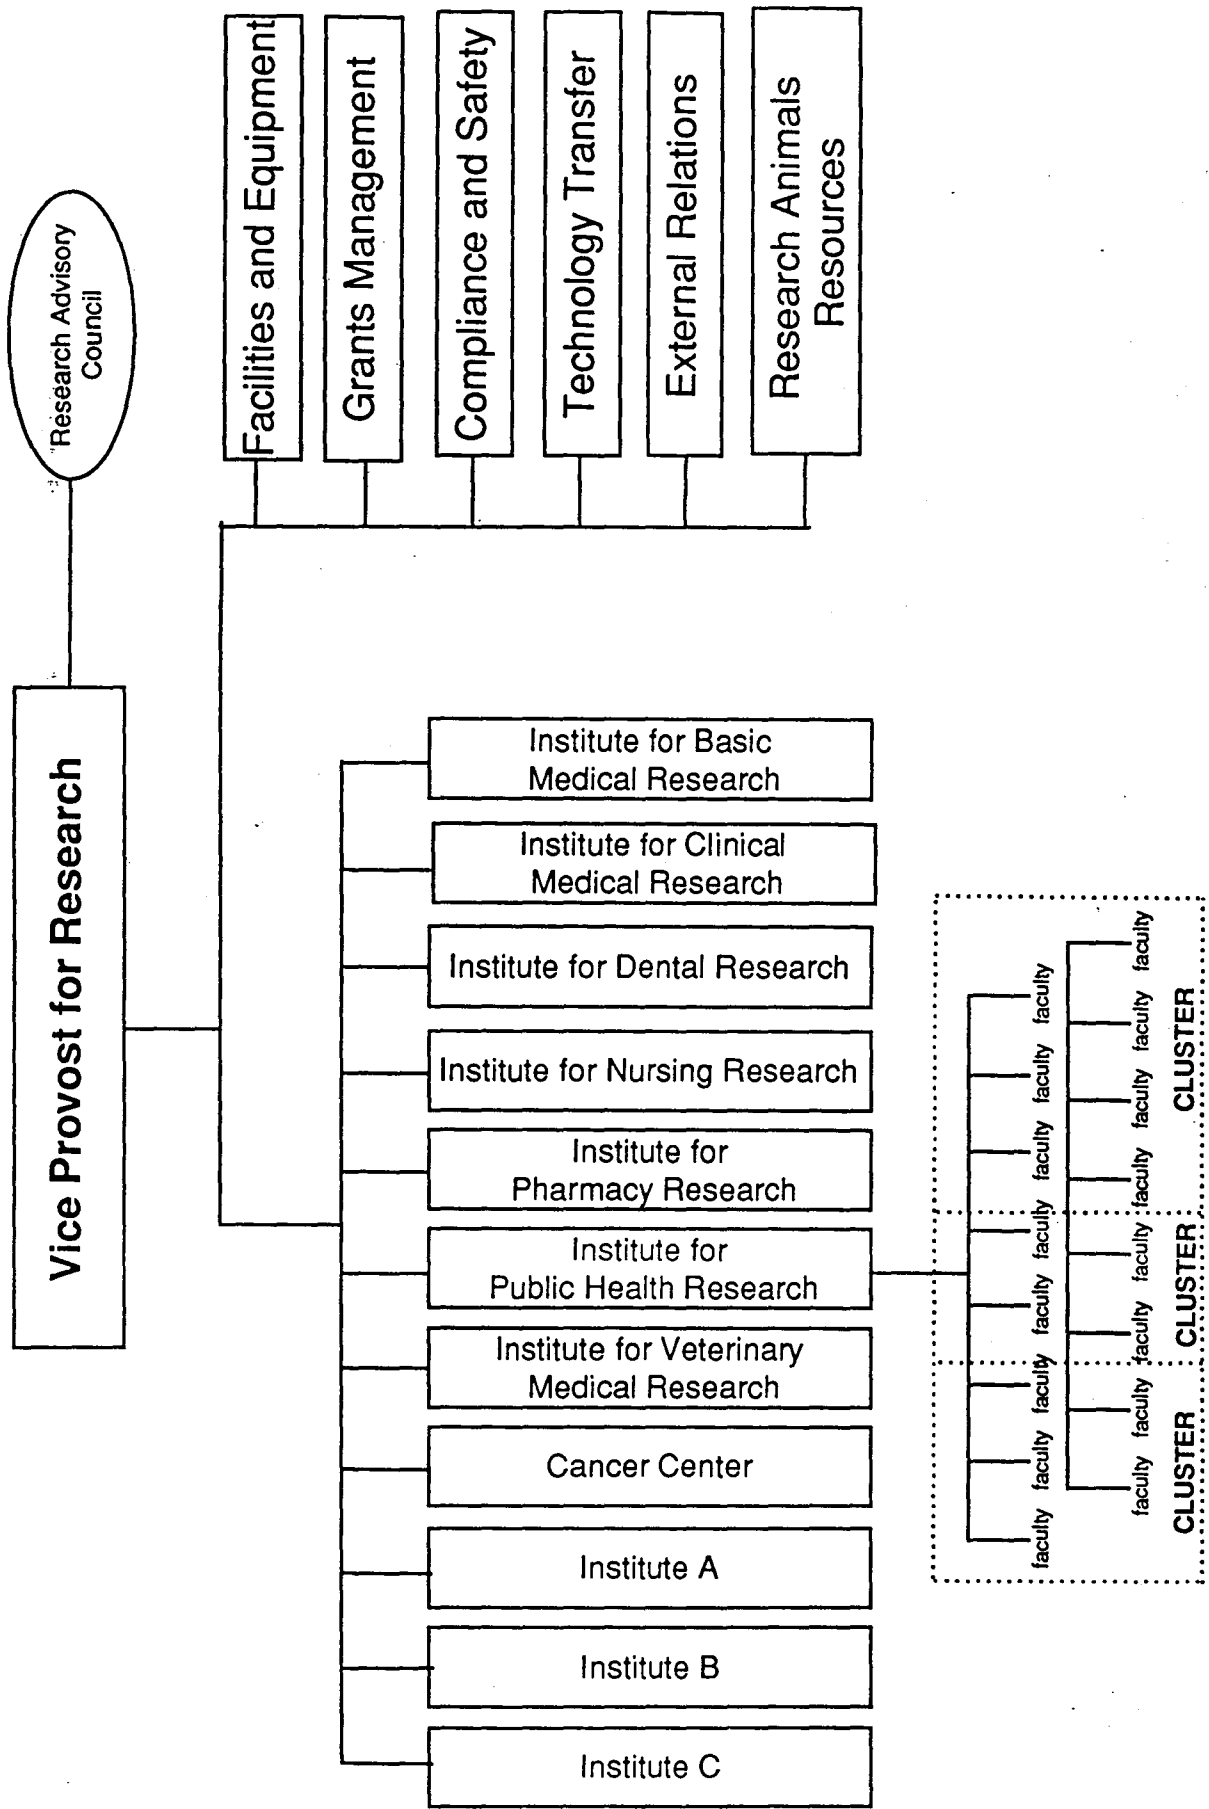 Vice Provost for Research
Research Advisory
Council
Facilities and Equipment
Grants Management
Compliance and Safety
Technology Transfer
External Relations
Research Animals
Resources
Institute for Basic
Medical Research
Institute for Clinical
Medical Research
Institute for Dental Research
Institute for Nursing Research
Institute for
Pharmacy Research
Institute for
Public Health Research
Institute for Veterinary
Medical Research
Cancer Center
Institute A
Institute B
Institute C
faculty faculty faculty faculty faculty faculty faculty faculty
faculty faculty faculty faculty faculty faculty faculty faculty
CLUSTER CLUSTER CLUSTER